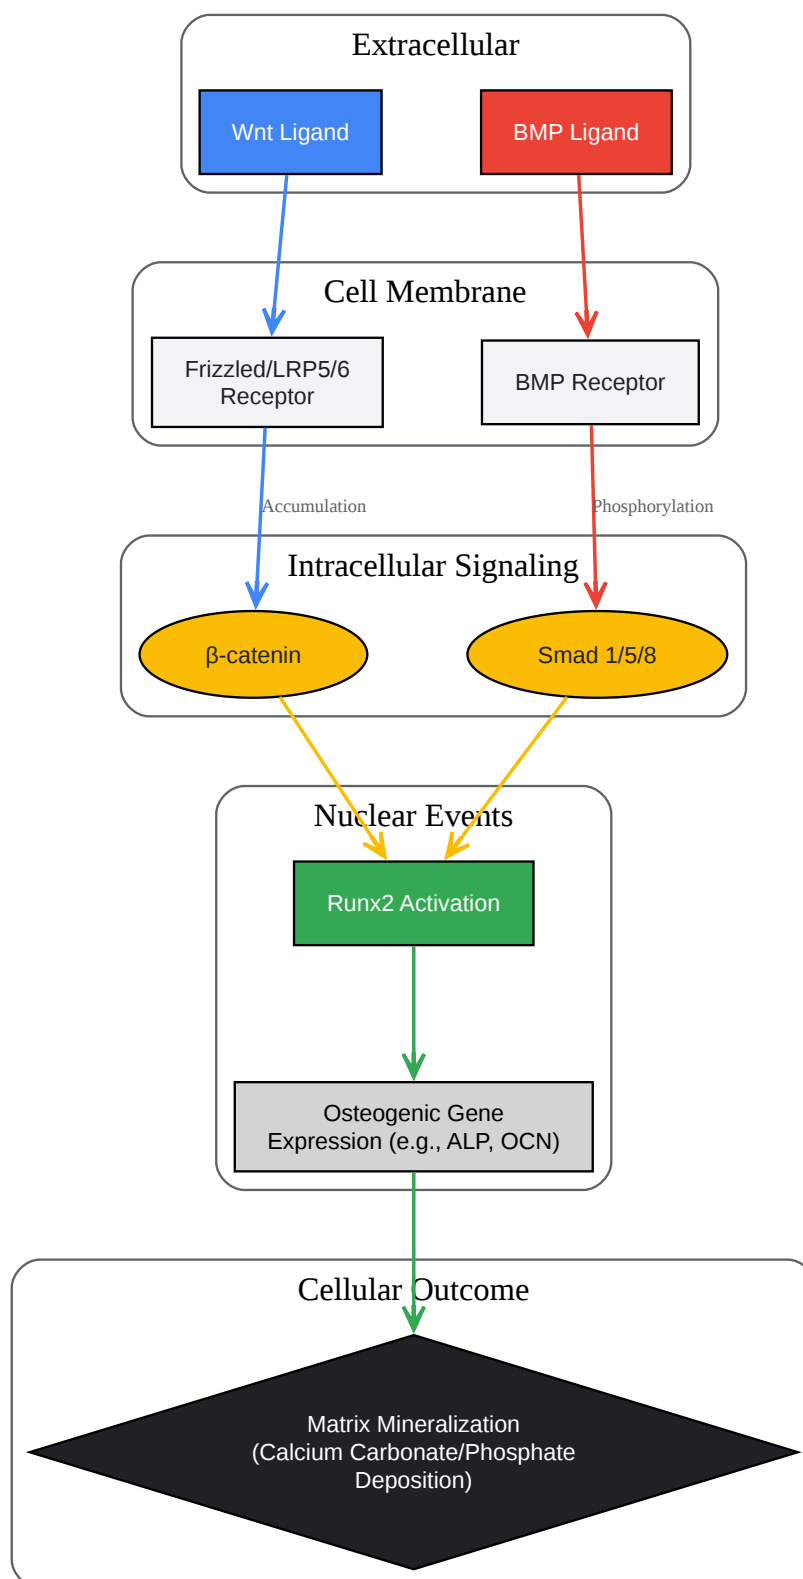 Extracellular
Wnt Ligand
BMP Ligand
Cell Membrane
Frizzled/LRP5/6
Receptor
BMP Receptor
Accumulation
Phosphorylation
Intracellular Signaling
β-catenin
Smad 1/5/8
Nuclear Events
Runx2 Activation
Osteogenic Gene
Expression (e.g., ALP, OCN)
Cellular Outcome
Matrix Mineralization
(Calcium Carbonate/Phosphate
Deposition)